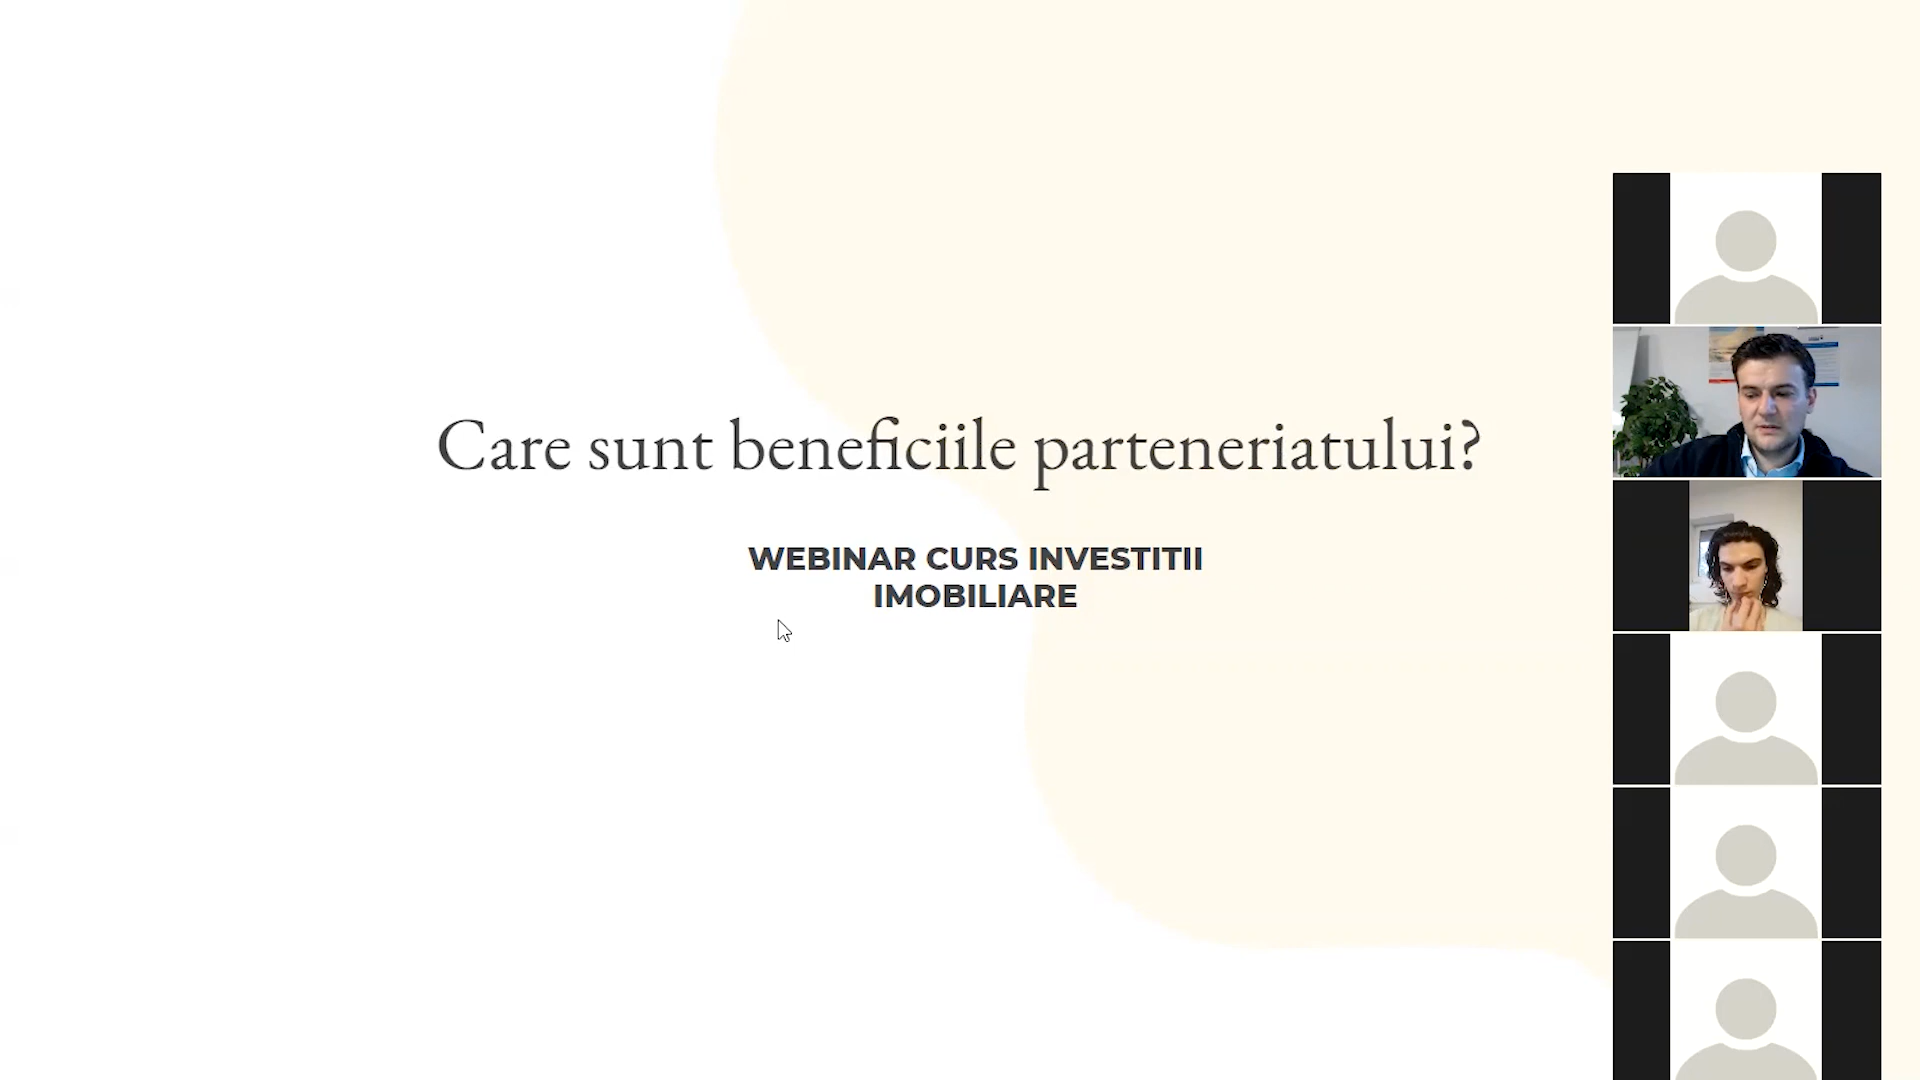 Care sunt beneficiile parteneriatului?
WEBINAR CURS INVESTITII
IMOBILIARE